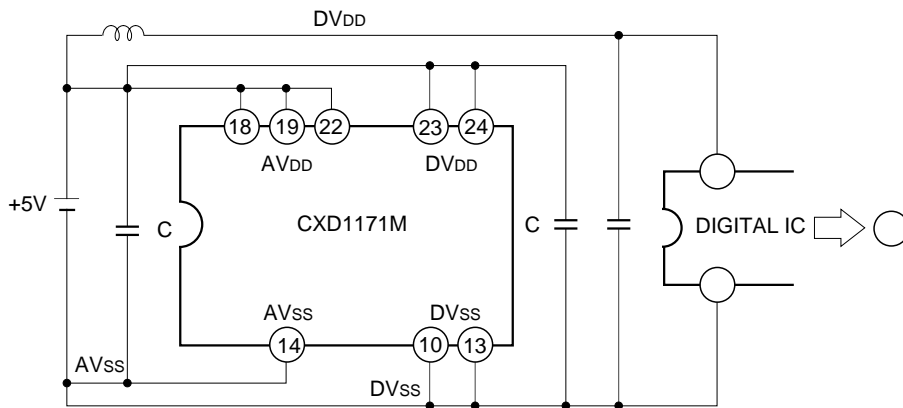 DVDD
18 19 22 23 24
AVDD DVDD
+5V
C CXD1171M C DIGITAL IC
AVSS DVSS
14 10 13
AVSS
DVSS